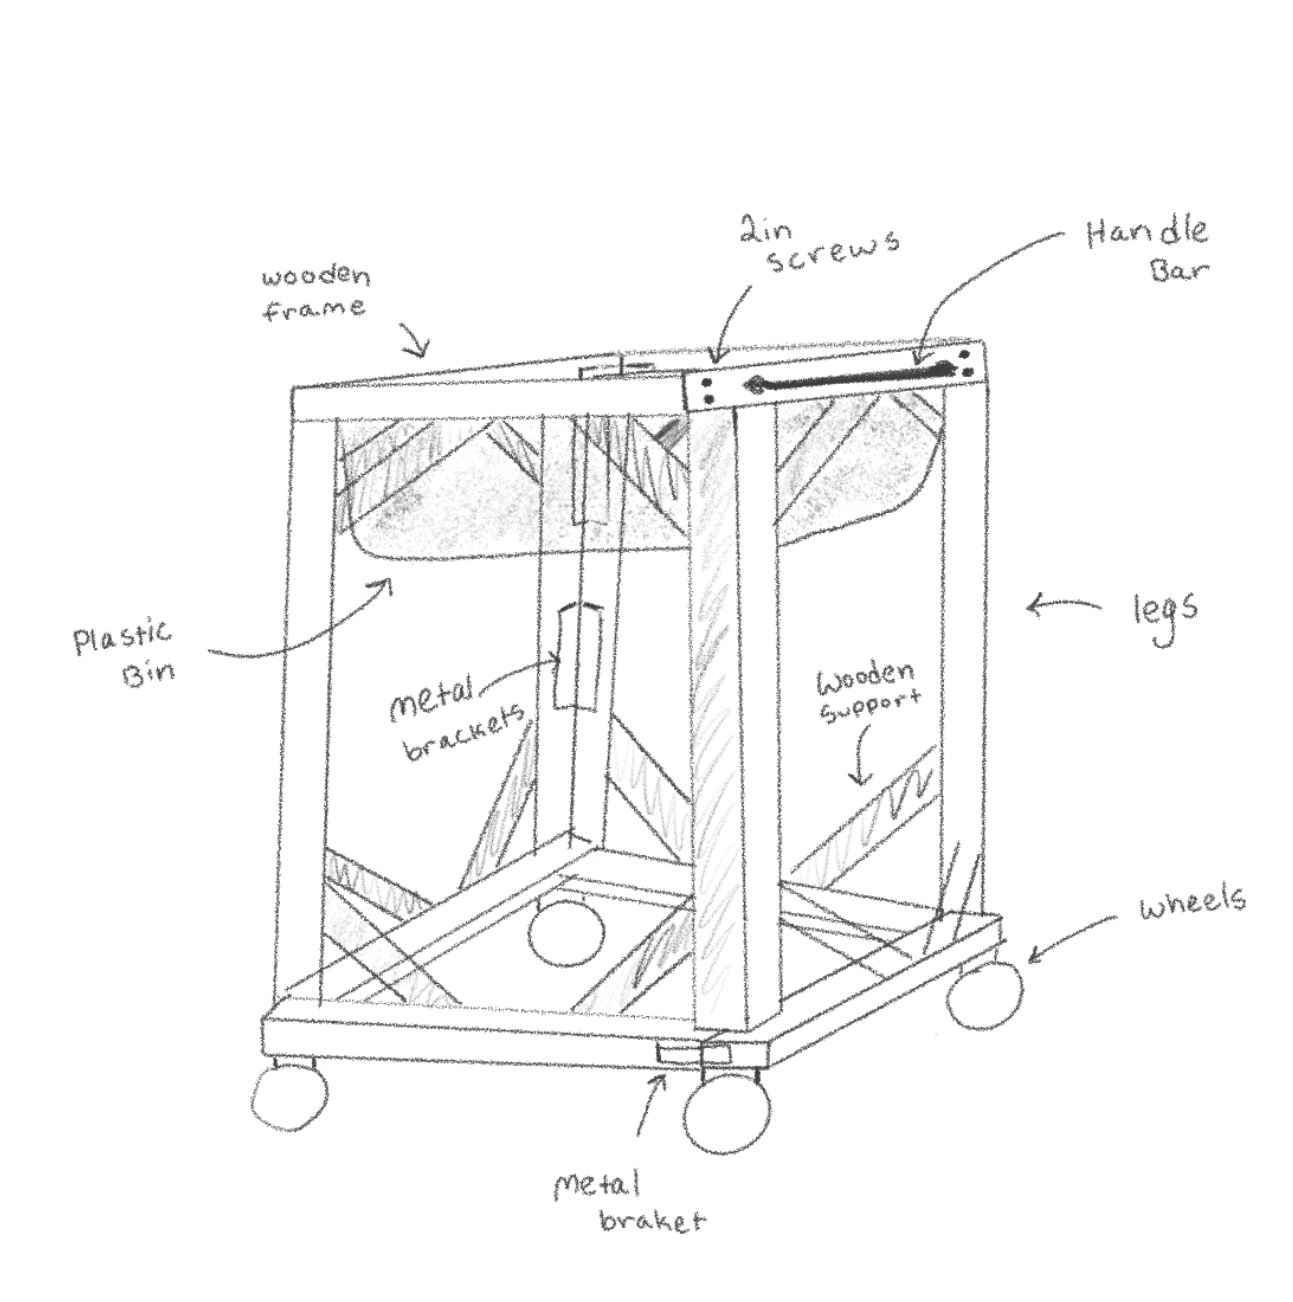 2in
screws
Handle
Bar
wooden
frame
Plastic
Bin
metal
brackets
legs
Wooden
support
wheels
metal
braket